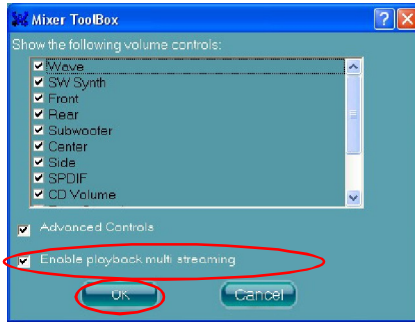 Mixer ToolBox
Show the following volume controls:
Wave
SW Synth
Front
Rear
Subwoofer
Center
Side
SPDIF
CD Volume
Advanced Controls
Enable playback multi streaming
OK
Cancel